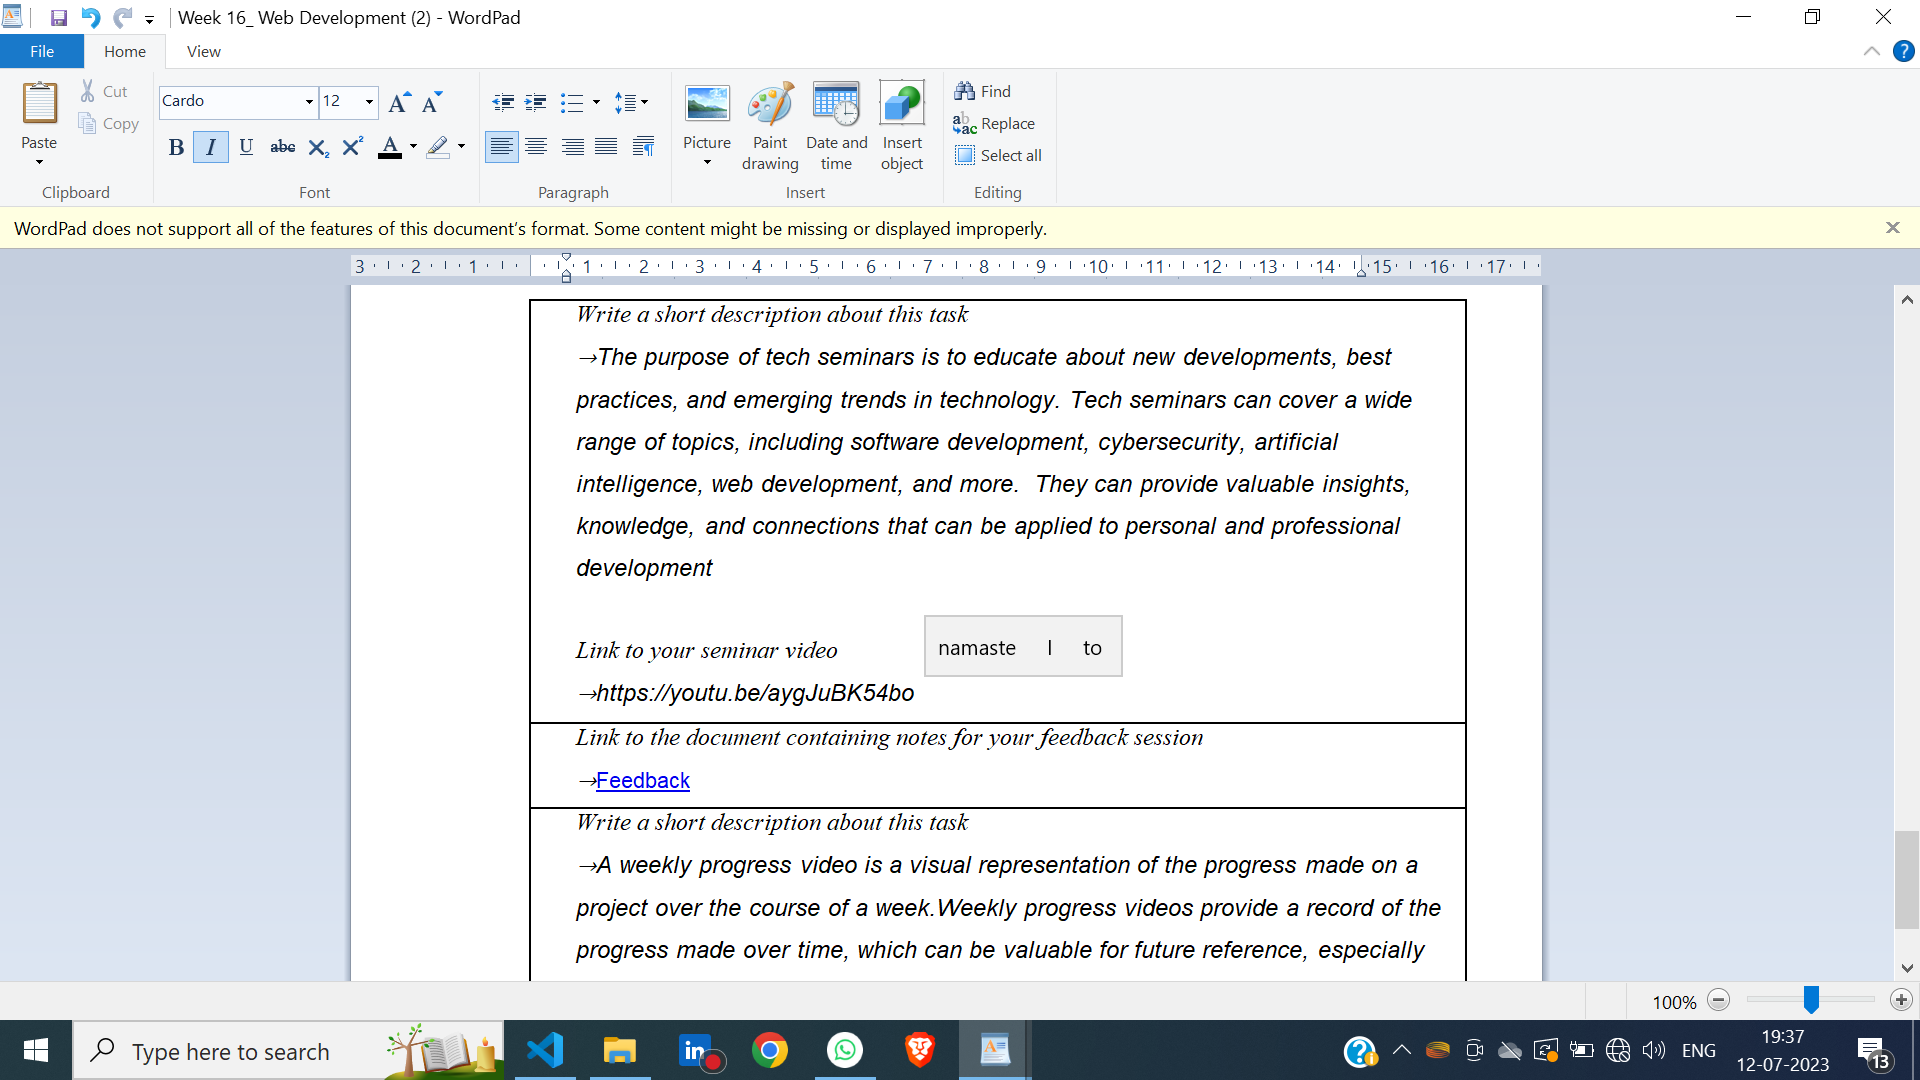 Week 16_ Web Development (2) - WordPad
File Home View
Paste Cut Copy
Clipboard
Cardo 12
B I U abc X₂ X² A
Font
Paragraph
Picture
Paint drawing
Date and time
Insert object
Insert
Find
Replace
Select all
Editing
WordPad does not support all of the features of this document's format. Some content might be missing or displayed improperly.
3 2 1 1 2 3 4 5 6 7 8 9 10 11 12 13 14 15 16 17
Write a short description about this task
→The purpose of tech seminars is to educate about new developments, best
practices, and emerging trends in technology. Tech seminars can cover a wide
range of topics, including software development, cybersecurity, artificial
intelligence, web development, and more. They can provide valuable insights,
knowledge, and connections that can be applied to personal and professional
development
namaste I to
Link to your seminar video
→https://youtu.be/aygJuBK54bo
Link to the document containing notes for your feedback session
→Feedback
Write a short description about this task
→A weekly progress video is a visual representation of the progress made on a
project over the course of a week.Weekly progress videos provide a record of the
progress made over time, which can be valuable for future reference, especially
100%
Type here to search
ENG
19:37
12-07-2023
13